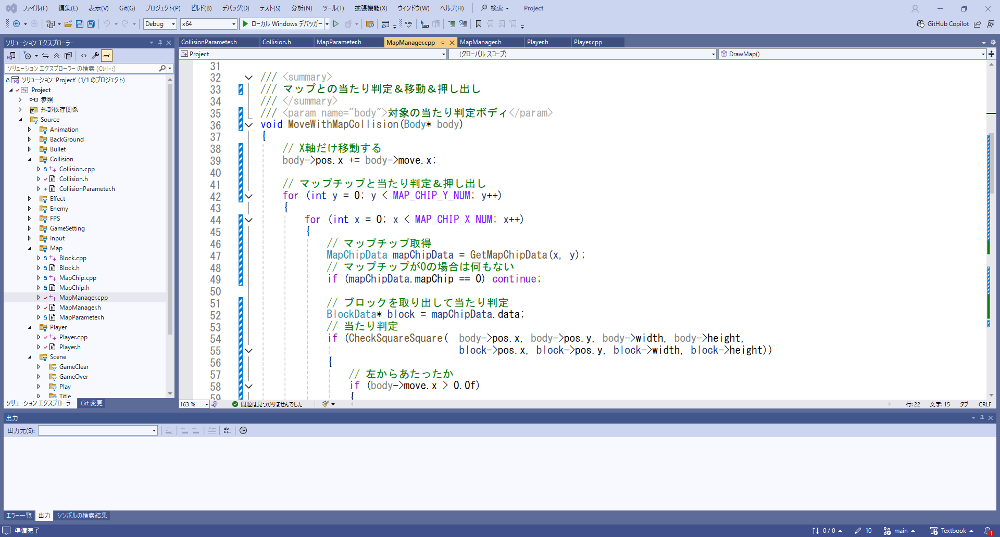 ファイル(F) 編集(E) 表示(V) Git(G) プロジェクト(P) ビルド(B) デバッグ(D) テスト(S) 分析(N) ツール(T) 拡張機能(X) ウィンドウ(W) ヘルプ(H) 検索 Project
Debug x64 ローカル Windows デバッガー GitHub Copilot
ソリューション エクスプローラー
ソリューション エクスプローラー の検索 (Ctrl+:)
ソリューション 'Project' (1/1 のプロジェクト)
Project
参照
外部依存関係
Source
Animation
BackGround
Bullet
Collision
Collision.cpp
Collision.h
CollisionParameter.h
Effect
Enemy
FPS
GameSetting
Input
Map
Block.cpp
Block.h
MapChip.cpp
MapChip.h
MapManager.cpp
MapManager.h
MapParameter.h
Player
Player.cpp
Player.h
Scene
GameClear
GameOver
Play
Title
ソリューション エクスプローラー Git 変更
CollisionParameter.h Collision.h MapParameter.h MapManager.cpp MapManager.h Player.h Player.cpp
Project (グローバル スコープ) DrawMap()
31
32 /// <summary>
33 /// マップとの当たり判定＆移動＆押し出し
34 /// </summary>
35 /// <param name="body">対象の当たり判定ボディ</param>
36 void MoveWithMapCollision(Body* body)
37 {
38 // X軸だけ移動する
39 body->pos.x += body->move.x;
40
41 // マップチップと当たり判定＆押し出し
42 for (int y = 0; y < MAP_CHIP_Y_NUM; y++)
43 {
44 for (int x = 0; x < MAP_CHIP_X_NUM; x++)
45 {
46 // マップチップ取得
47 MapChipData mapChipData = GetMapChipData(x, y);
48 // マップチップが0の場合は何もない
49 if (mapChipData.mapChip == 0) continue;
50
51 // ブロックを取り出して当たり判定
52 BlockData* block = mapChipData.data;
53 // 当たり判定
54 if (CheckSquareSquare( body->pos.x, body->pos.y, body->width, body->height,
55 block->pos.x, block->pos.y, block->width, block->height))
56 {
57 // 左からあたったか
58 if (body->move.x > 0.0f)
59 {
163 % 問題は見つかりませんでした 行: 22 文字: 15 タブ CRLF
出力
出力元(S):
エラー一覧 出力 シンボルの検索結果
準備完了 0 / 0 10 main Textbook 1